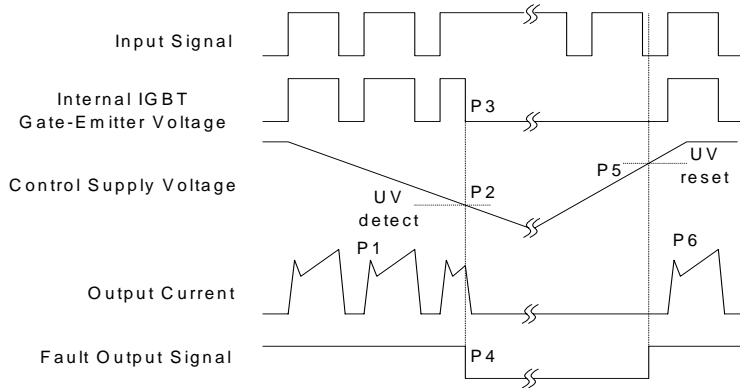 Input Signal
Internal IGBT
Gate-Emitter Voltage
P3
Control Supply Voltage
P2
UV
detect
P5
UV
reset
P1
P6
Output Current
Fault Output Signal
P4